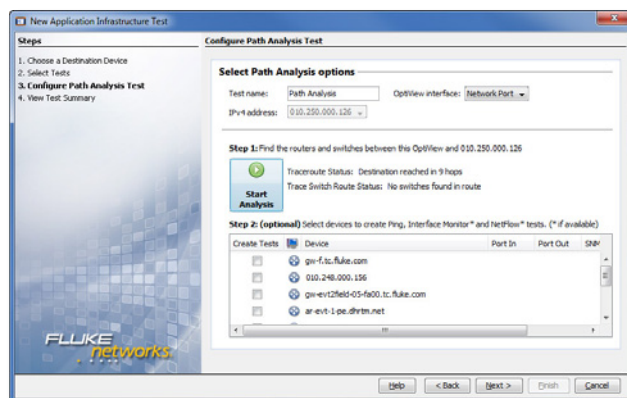 New Application Infrastructure Test
Steps
1. Choose a Destination Device
2. Select Tests
3. Configure Path Analysis Test
4. View Test Summary
Configure Path Analysis Test
Select Path Analysis options
Test name: Path Analysis OptiView interface: Network Port
IPv4 address: 010.250.000.126
Step 1: Find the routers and switches between this OptiView and 010.250.000.126
Start Analysis
Traceroute Status: Destination reached in 9 hops
Trace Switch Route Status: No switches found in route
Step 2: (optional) Select devices to create Ping, Interface Monitor* and NetFlow* tests. (* if available)
Create Tests Device Port In Port Out SNM
gw-f.tc.fluke.com
010.248.000.156
gw-evt2field-05-fa00.tc.fluke.com
ar-evt-1-pe.dhrtm.net
FLUKE networks.
Help < Back Next > Finish Cancel